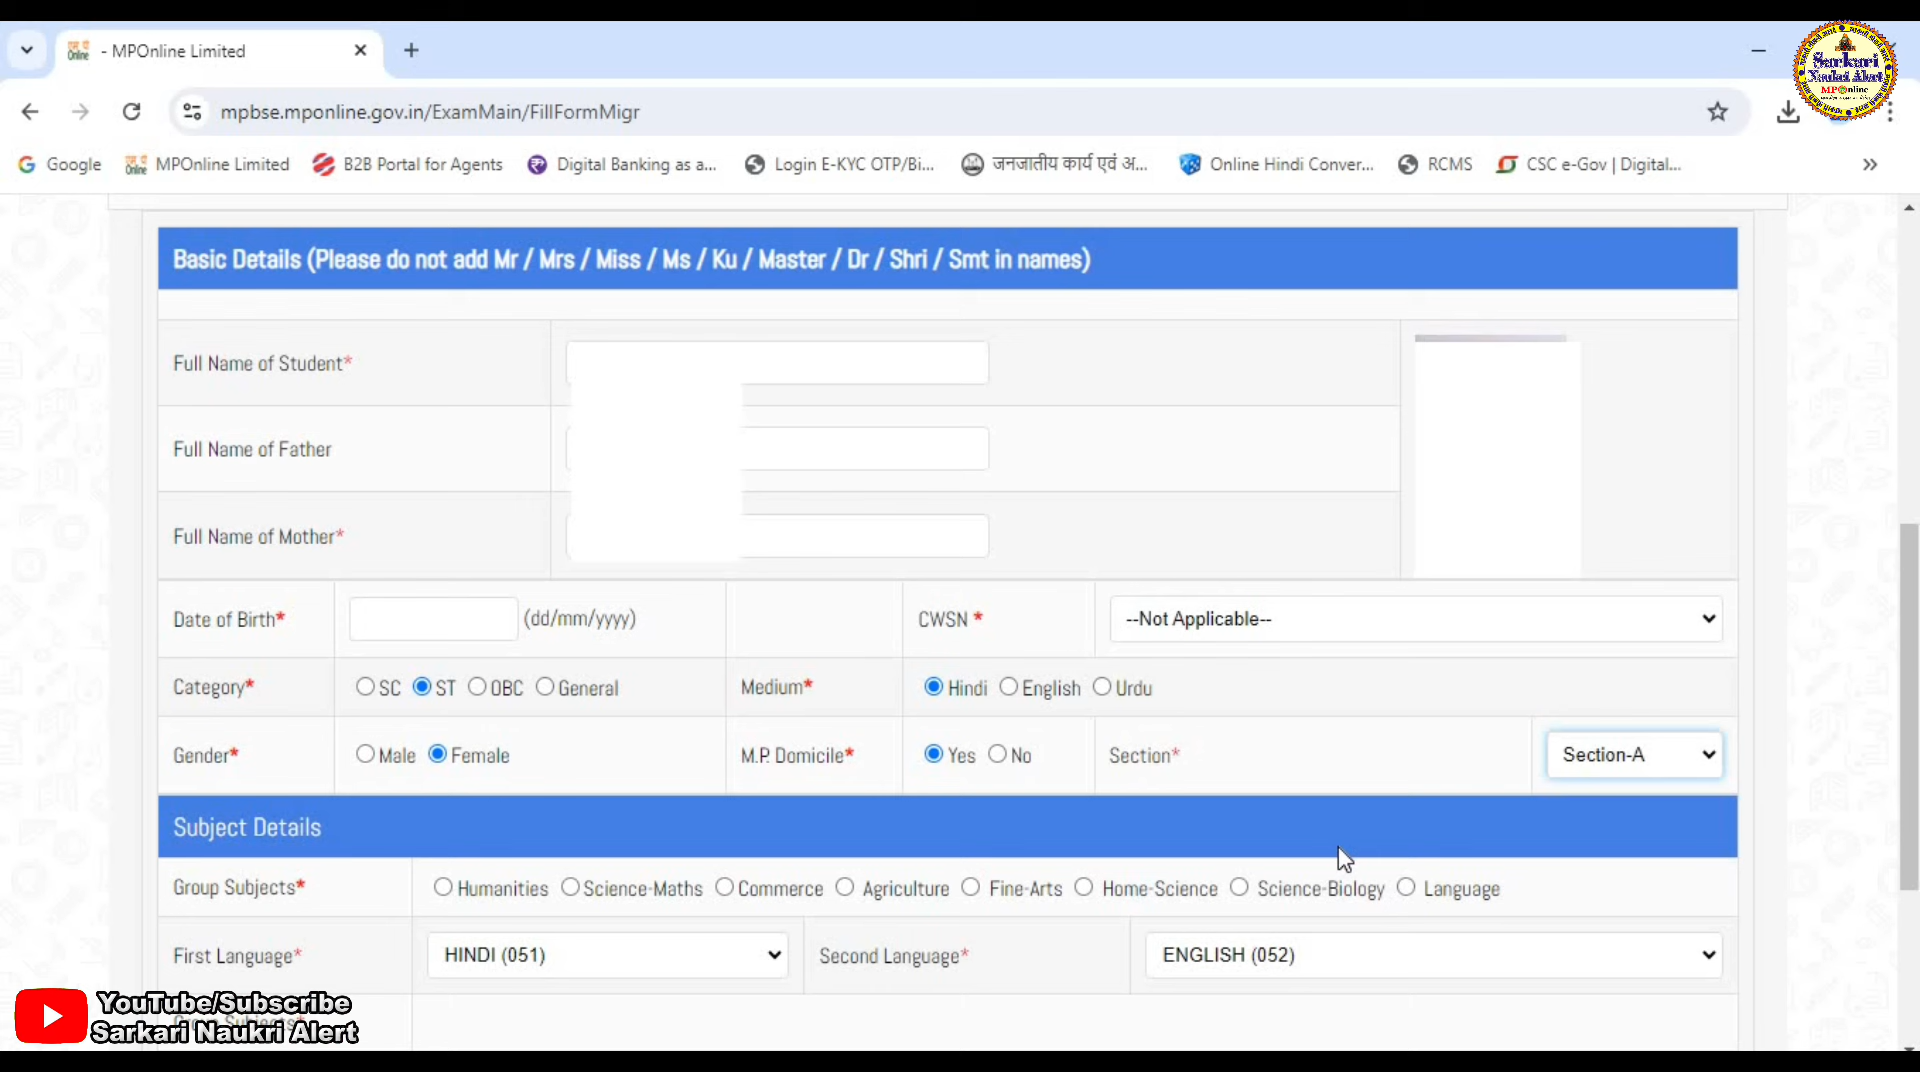 - MPOnline Limited
Sarkari
Naukri Alert
MPOnline
mpbse.mponline.gov.in/ExamMain/FillFormMigr
Google MPOnline Limited B2B Portal for Agents Digital Banking as a... Login E-KYC OTP/Bi... जनजातीय कार्य एवं अ... Online Hindi Conver... RCMS CSC e-Gov | Digital...
Basic Details (Please do not add Mr / Mrs / Miss / Ms / Ku / Master / Dr / Shri / Smt in names)
Full Name of Student*
Full Name of Father
Full Name of Mother*
Date of Birth* (dd/mm/yyyy) CWSN * --Not Applicable--
Category* SC ST OBC General Medium* Hindi English Urdu
Gender* Male Female M.P. Domicile* Yes No Section* Section-A
Subject Details
Group Subjects* Humanities Science-Maths Commerce Agriculture Fine-Arts Home-Science Science-Biology Language
First Language* HINDI (051) Second Language* ENGLISH (052)
YouTube/Subscribe
Group Subjects*
Sarkari Naukri Alert